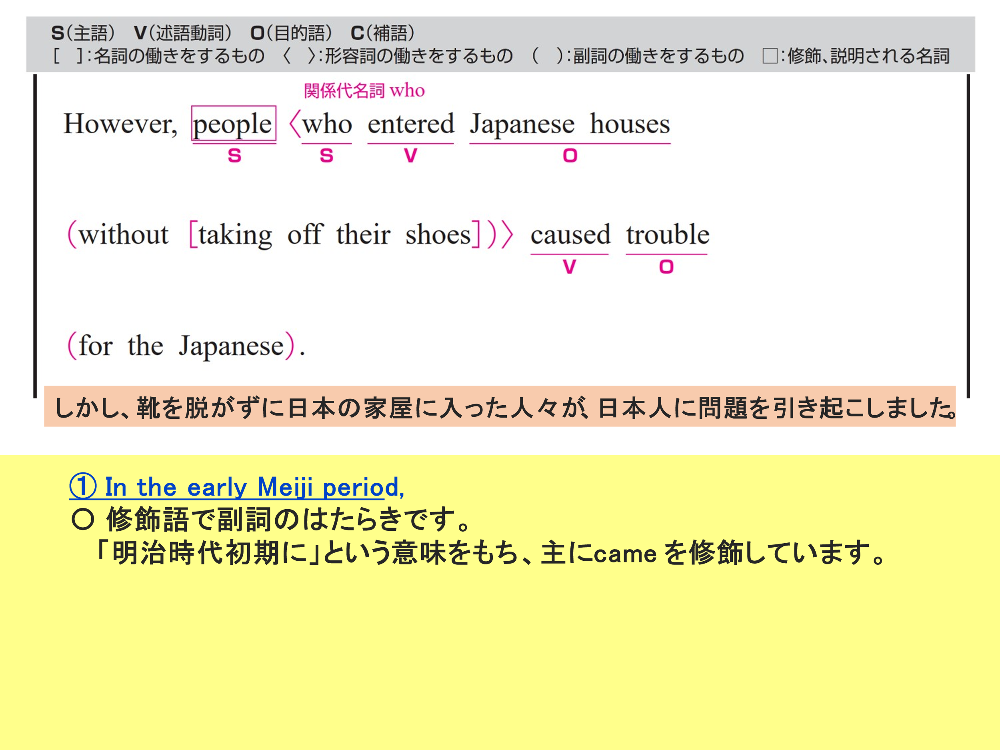 S(主語) V(述語動詞) O(目的語) C(補語)
[ ]:名詞の働きをするもの 〈 〉:形容詞の働きをするもの ( ):副詞の働きをするもの □:修飾、説明される名詞
関係代名詞 who
However, people 〈who entered Japanese houses
S S V O
(without [taking off their shoes])〉 caused trouble
V O
(for the Japanese).
しかし、靴を脱がずに日本の家屋に入った人々が、日本人に問題を引き起こしました。
① In the early Meiji period,
○ 修飾語で副詞のはたらきです。
「明治時代初期に」という意味をもち、主にcame を修飾しています。